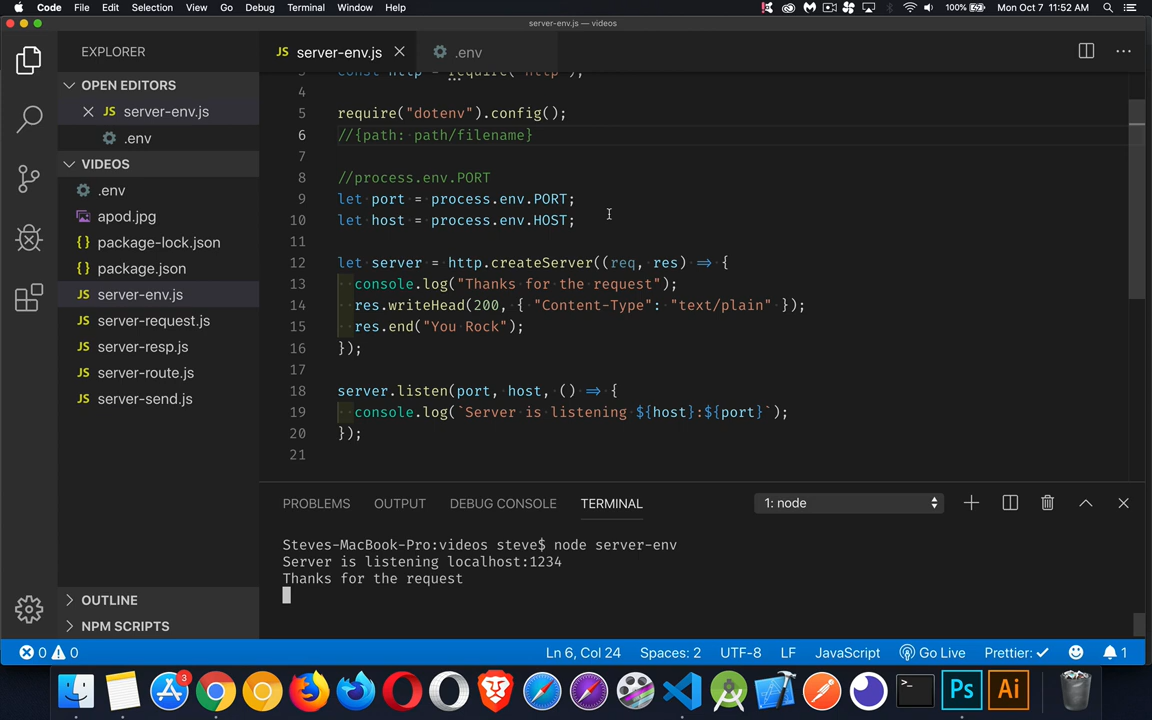 Code File Edit Selection View Go Debug Terminal Window Help 100% Mon Oct 7 11:52 AM
server-env.js — videos
EXPLORER
OPEN EDITORS
JS server-env.js
.env
VIDEOS
.env
apod.jpg
{} package-lock.json
{} package.json
JS server-env.js
JS server-request.js
JS server-resp.js
JS server-route.js
JS server-send.js
OUTLINE
NPM SCRIPTS
JS server-env.js
.env
4
5 require("dotenv").config();
6 //{path: path/filename}
7
8 //process.env.PORT
9 let port = process.env.PORT;
10 let host = process.env.HOST;
11
12 let server = http.createServer((req, res) => {
13 console.log("Thanks for the request");
14 res.writeHead(200, { "Content-Type": "text/plain" });
15 res.end("You Rock");
16 });
17
18 server.listen(port, host, () => {
19 console.log(`Server is listening ${host}:${port}`);
20 });
21
PROBLEMS OUTPUT DEBUG CONSOLE TERMINAL 1: node
Steves-MacBook-Pro:videos steve$ node server-env
Server is listening localhost:1234
Thanks for the request
0 0 Ln 6, Col 24 Spaces: 2 UTF-8 LF JavaScript Go Live Prettier: ✓ 1
3
>_
Ps
Ai